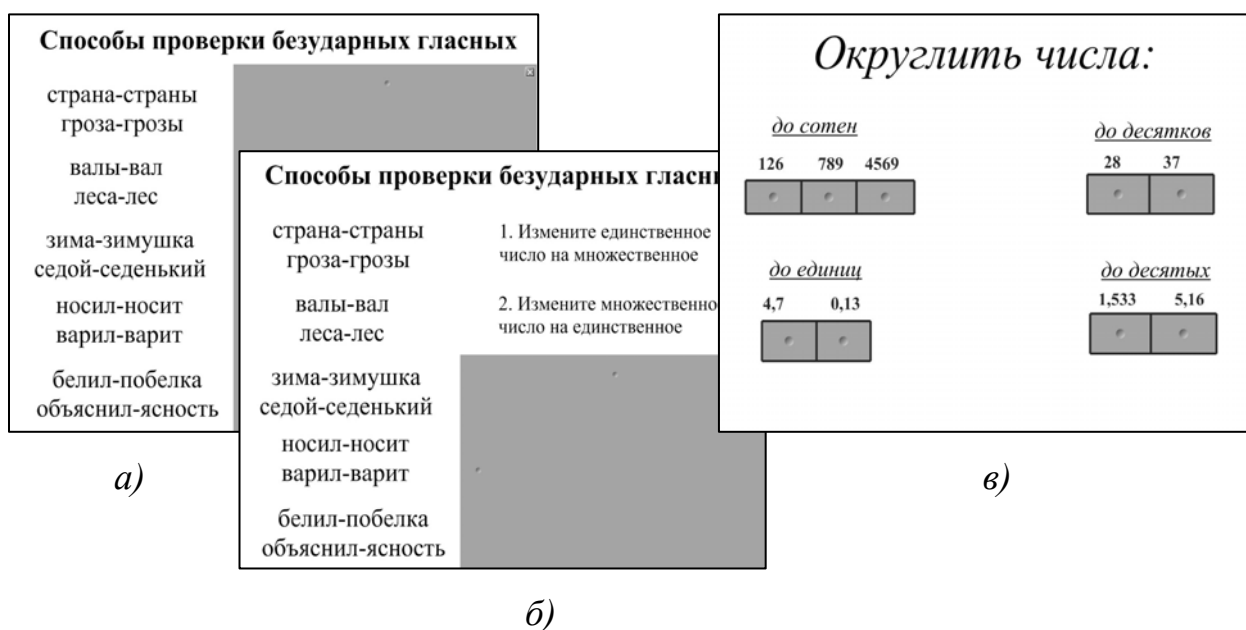 Способы проверки безударных гласных
страна-страны
гроза-грозы
валы-вал
леса-лес
зима-зимушка
седой-седенький
носил-носит
варил-варит
белил-побелка
объяснил-ясность
а)
Способы проверки безударных гласн
страна-страны
гроза-грозы
1. Измените единственное
число на множественное
валы-вал
леса-лес
2. Измените множественно
число на единственное
зима-зимушка
седой-седенький
носил-носит
варил-варит
белил-побелка
объяснил-ясность
б)
Округлить числа:
до сотен
126 789 4569
до десятков
28 37
до единиц
4,7 0,13
до десятых
1,533 5,16
в)